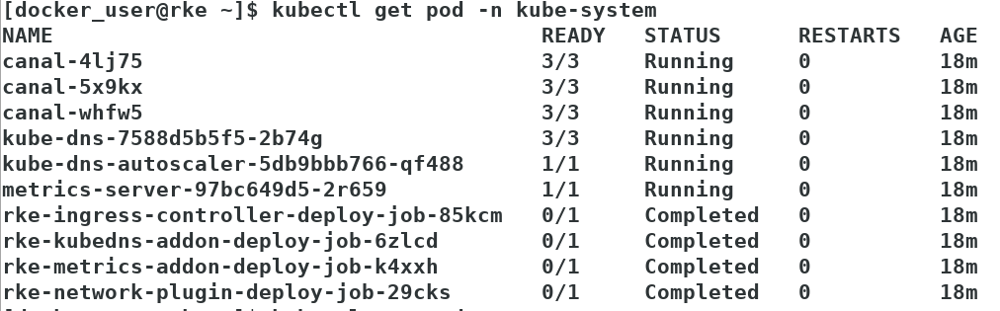 [docker_user@rke ~]$ kubectl get pod -n kube-system
NAME READY STATUS RESTARTS AGE
canal-4lj75 3/3 Running 0 18m
canal-5x9kx 3/3 Running 0 18m
canal-whfw5 3/3 Running 0 18m
kube-dns-7588d5b5f5-2b74g 3/3 Running 0 18m
kube-dns-autoscaler-5db9bbb766-qf488 1/1 Running 0 18m
metrics-server-97bc649d5-2r659 1/1 Running 0 18m
rke-ingress-controller-deploy-job-85kcm 0/1 Completed 0 18m
rke-kubedns-addon-deploy-job-6zlcd 0/1 Completed 0 18m
rke-metrics-addon-deploy-job-k4xxh 0/1 Completed 0 18m
rke-network-plugin-deploy-job-29cks 0/1 Completed 0 18m